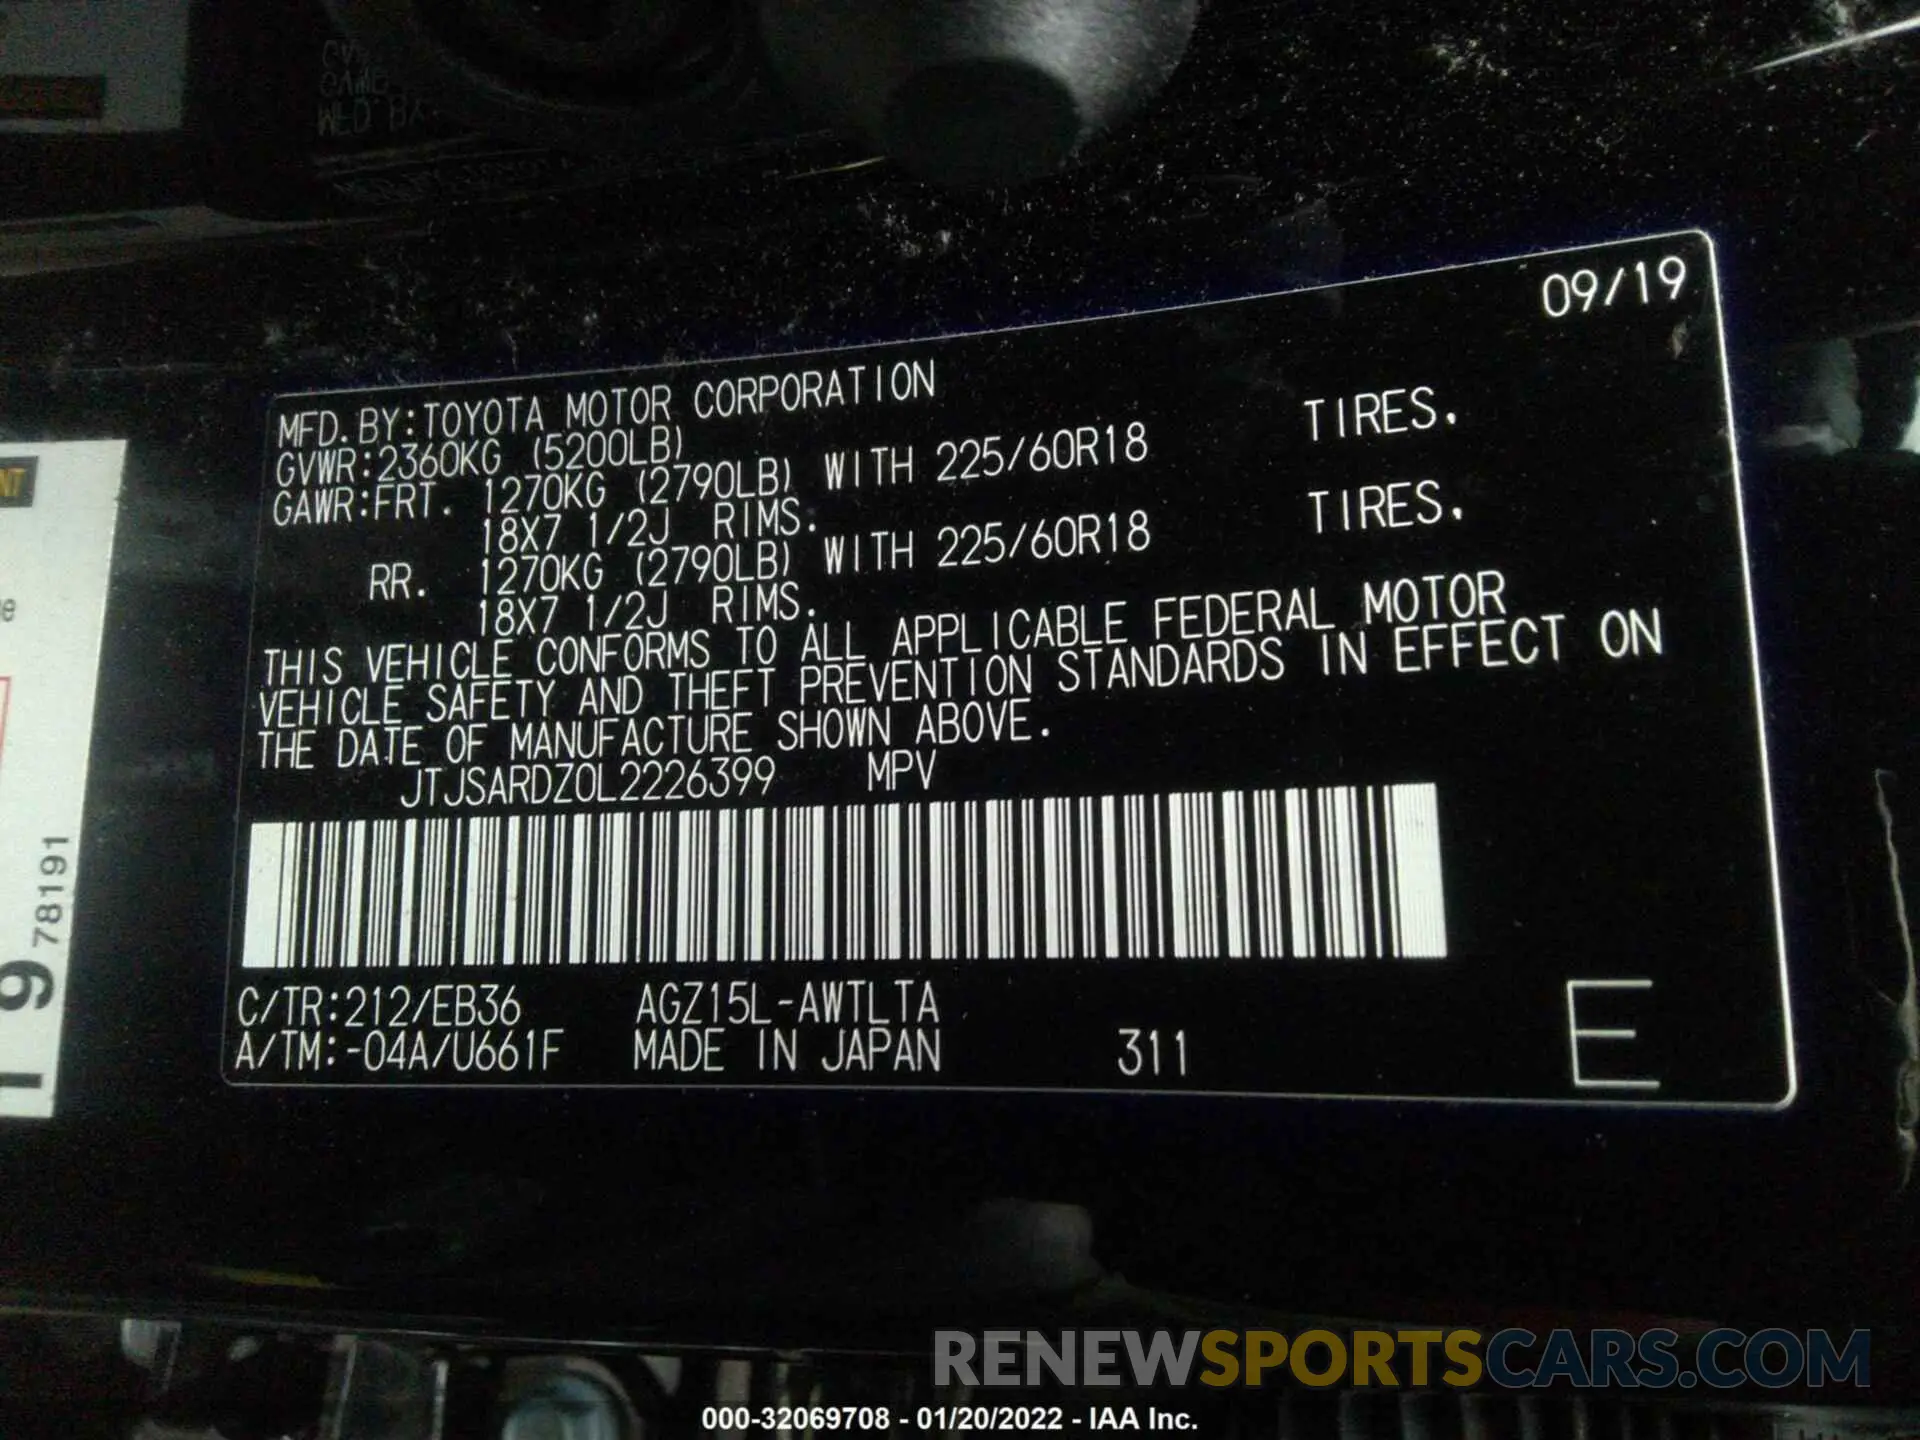 09/19
MFD. BY:TOYOTA MOTOR CORPORATION
GVWR:2360KG (5200LB)
GAWR:FRT. 1270KG (2790LB) WITH 225/60R18 TIRES.
18X7 1/2J RIMS.
RR. 1270KG (2790LB) WITH 225/60R18 TIRES.
18X7 1/2J RIMS.
THIS VEHICLE CONFORMS TO ALL APPLICABLE FEDERAL MOTOR
VEHICLE SAFETY AND THEFT PREVENTION STANDARDS IN EFFECT ON
THE DATE OF MANUFACTURE SHOWN ABOVE.
JTJSARDZ0L2226399 MPV
C/TR:212/EB36 AGZ15L-AWTLTA
A/TM:-04A/U661F MADE IN JAPAN 311
E
78191
RENEWSPORTSCARS.COM
000-32069708 - 01/20/2022 - IAA Inc.